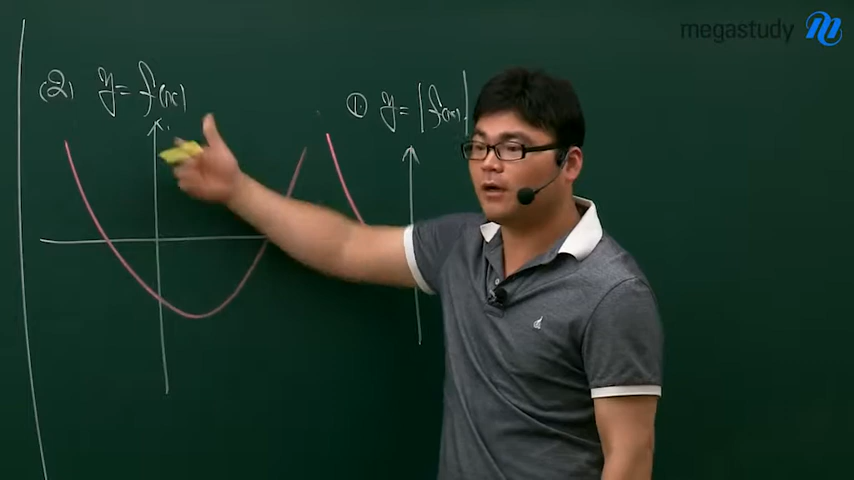 megastudy
(2) y = f(x)
① y = |f(x)|